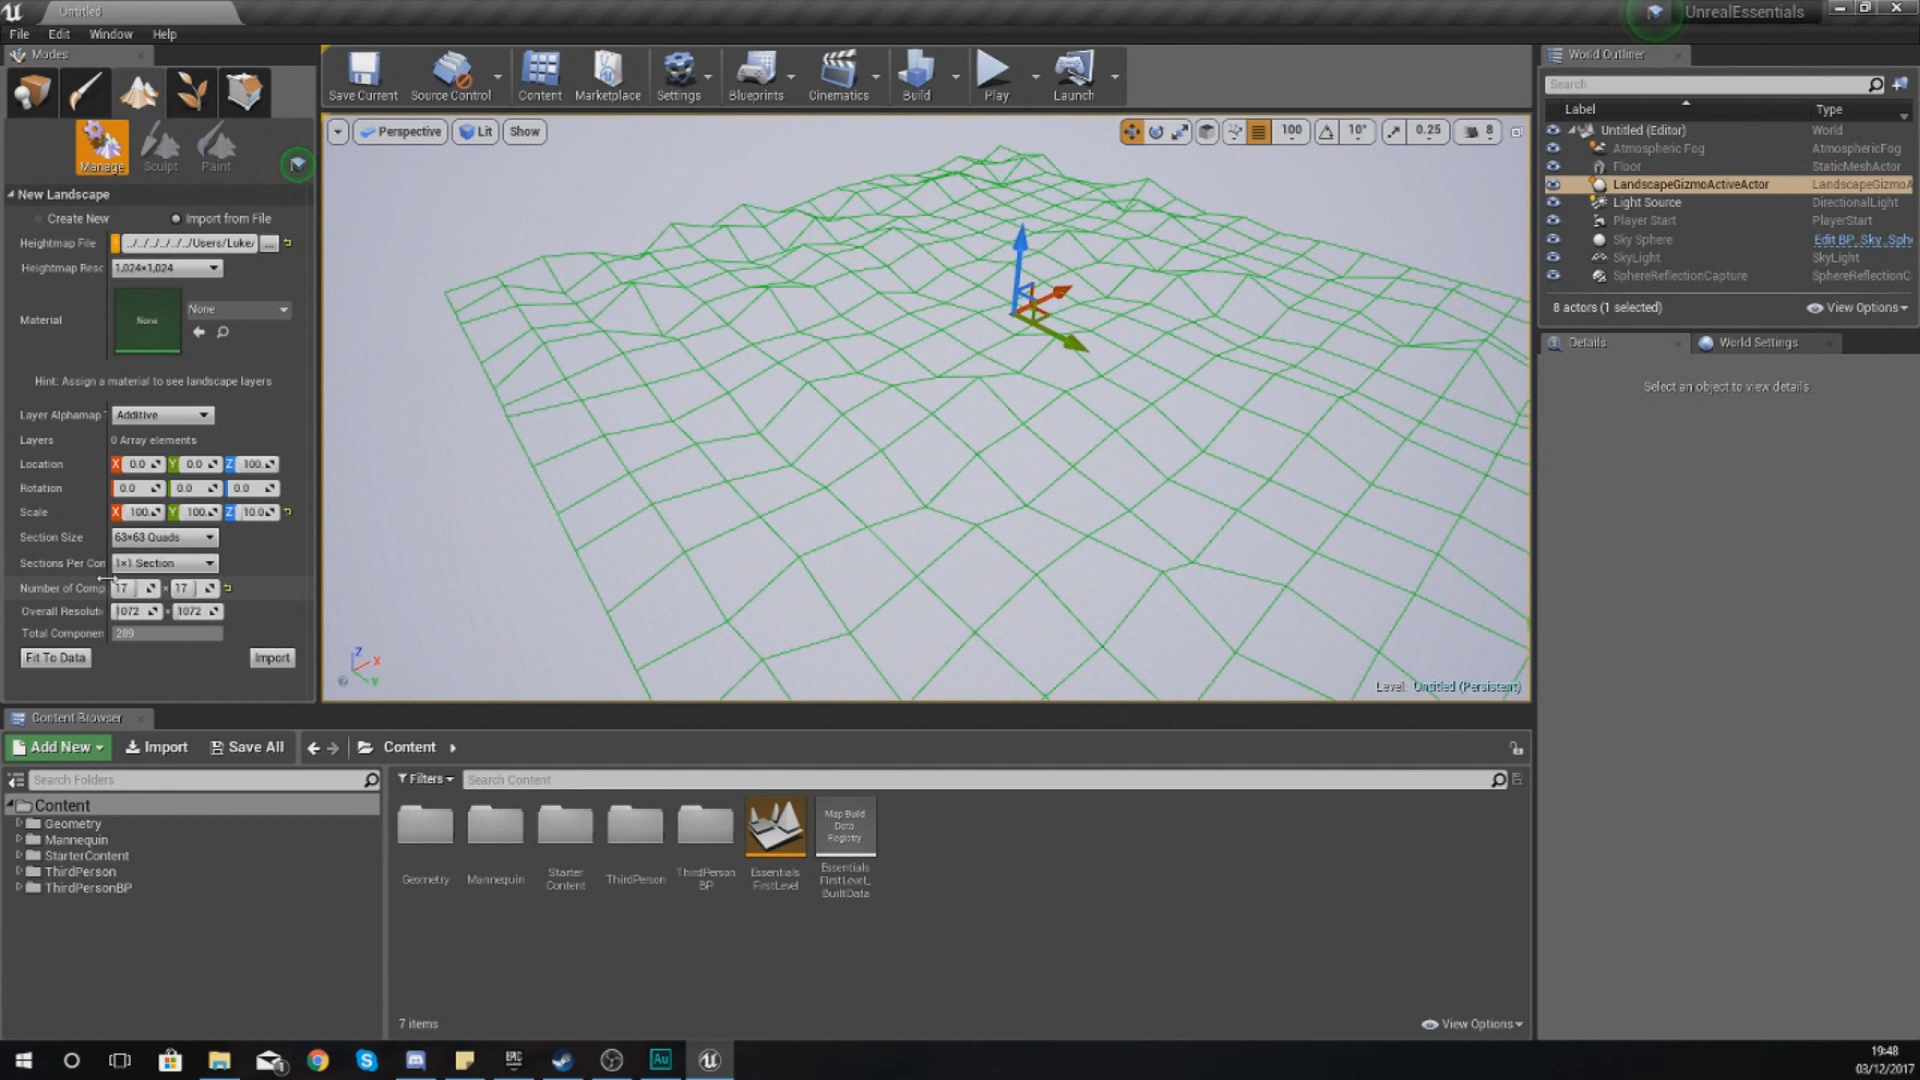 Untitled
UnrealEssentials
File Edit Window Help
Modes
Save Current
Source Control
Content
Marketplace
Settings
Blueprints
Cinematics
Build
Play
Launch
World Outliner
Search
Label
Type
Untitled (Editor) World
Atmospheric Fog AtmosphericFog
Floor StaticMeshActor
LandscapeGizmoActiveActor LandscapeGizmoA
Light Source DirectionalLight
Player Start PlayerStart
Sky Sphere Edit BP_Sky_Sph
SkyLight SkyLight
SphereReflectionCapture SphereReflectionC
8 actors (1 selected) View Options
Details
World Settings
Select an object to view details
Manage
Sculpt
Paint
New Landscape
Create New Import from File
Heightmap File ../../../../../../Users/Luke/ ...
Heightmap Resc 1,024×1,024
Material
None
None
Hint: Assign a material to see landscape layers
Layer Alphamap Additive
Layers 0 Array elements
Location X 0.0 Y 0.0 Z 100.
Rotation 0.0 0.0 0.0
Scale X 100. Y 100. Z 10.0
Section Size 63×63 Quads
Sections Per Con 1×1 Section
Number of Comp 17 × 17
Overall Resoluti 1072 × 1072
Total Componen 289
Fit To Data Import
Perspective Lit Show
100 10° 0.25 8
Z X Y
Level: Untitled (Persistent)
Content Browser
Add New Import Save All Content
Search Folders
Filters Search Content
Content
Geometry
Mannequin
StarterContent
ThirdPerson
ThirdPersonBP
Map Build
Data
Registry
Geometry
Mannequin
Starter
Content
ThirdPerson
ThirdPerson
BP
Essentials
FirstLevel
Essentials
FirstLevel_
BuiltData
7 items
View Options
EPIC
Au
19:48
03/12/2017